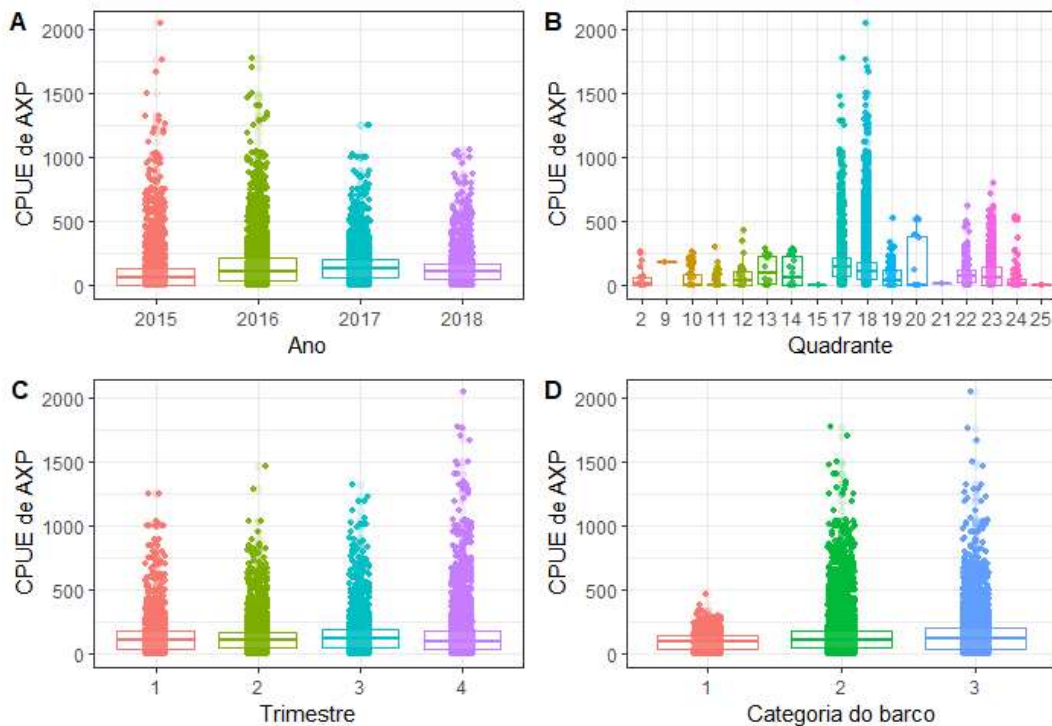 A
CPUE de AXP
2000
1500
1000
500
0
2015 2016 2017 2018
Ano
B
CPUE de AXP
2000
1500
1000
500
0
2 9 10 11 12 13 14 15 17 18 19 20 21 22 23 24 25
Quadrante
C
CPUE de AXP
2000
1500
1000
500
0
1 2 3 4
Trimestre
D
CPUE de AXP
2000
1500
1000
500
0
1 2 3
Categoria do barco